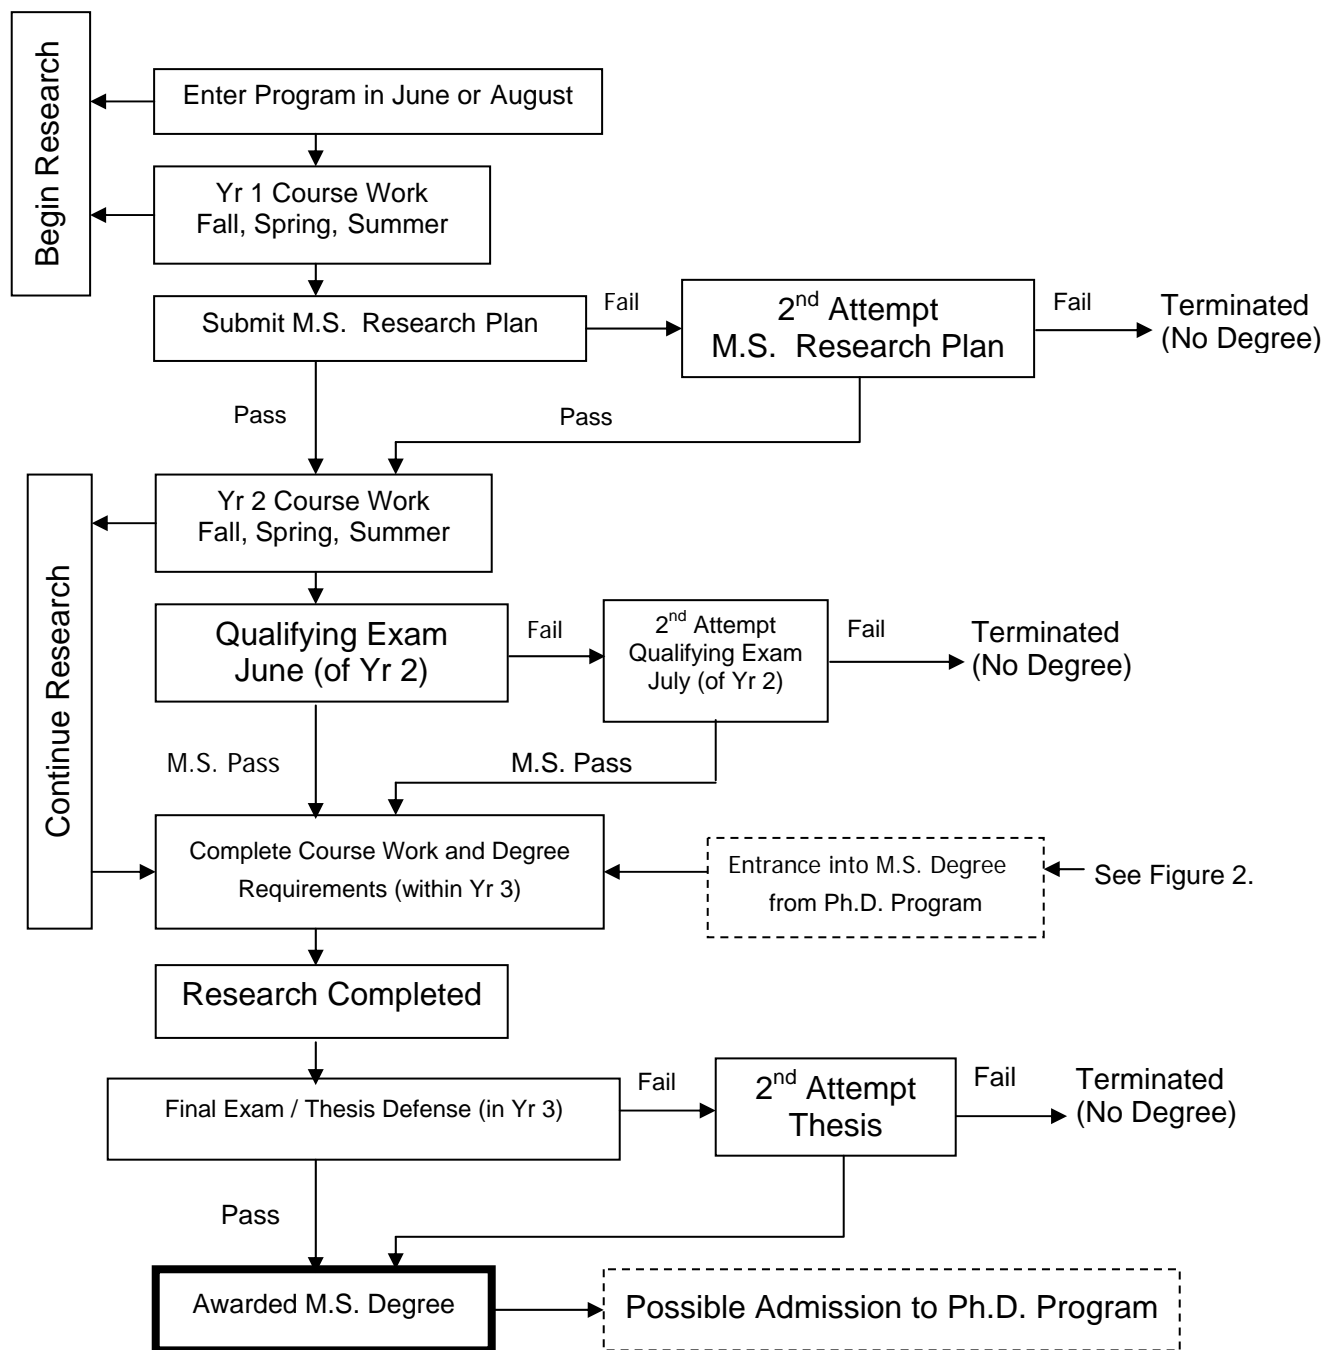 Begin Research
Enter Program in June or August
Yr 1 Course Work
Fall, Spring, Summer
Submit M.S. Research Plan
Fail
2nd Attempt
M.S. Research Plan
Fail
Terminated
(No Degree)
Pass
Pass
Continue Research
Yr 2 Course Work
Fall, Spring, Summer
Qualifying Exam
June (of Yr 2)
Fail
2nd Attempt
Qualifying Exam
July (of Yr 2)
Fail
Terminated
(No Degree)
M.S. Pass
M.S. Pass
Complete Course Work and Degree
Requirements (within Yr 3)
Entrance into M.S. Degree
from Ph.D. Program
See Figure 2.
Research Completed
Final Exam / Thesis Defense (in Yr 3)
Fail
2nd Attempt
Thesis
Fail
Terminated
(No Degree)
Pass
Awarded M.S. Degree
Possible Admission to Ph.D. Program